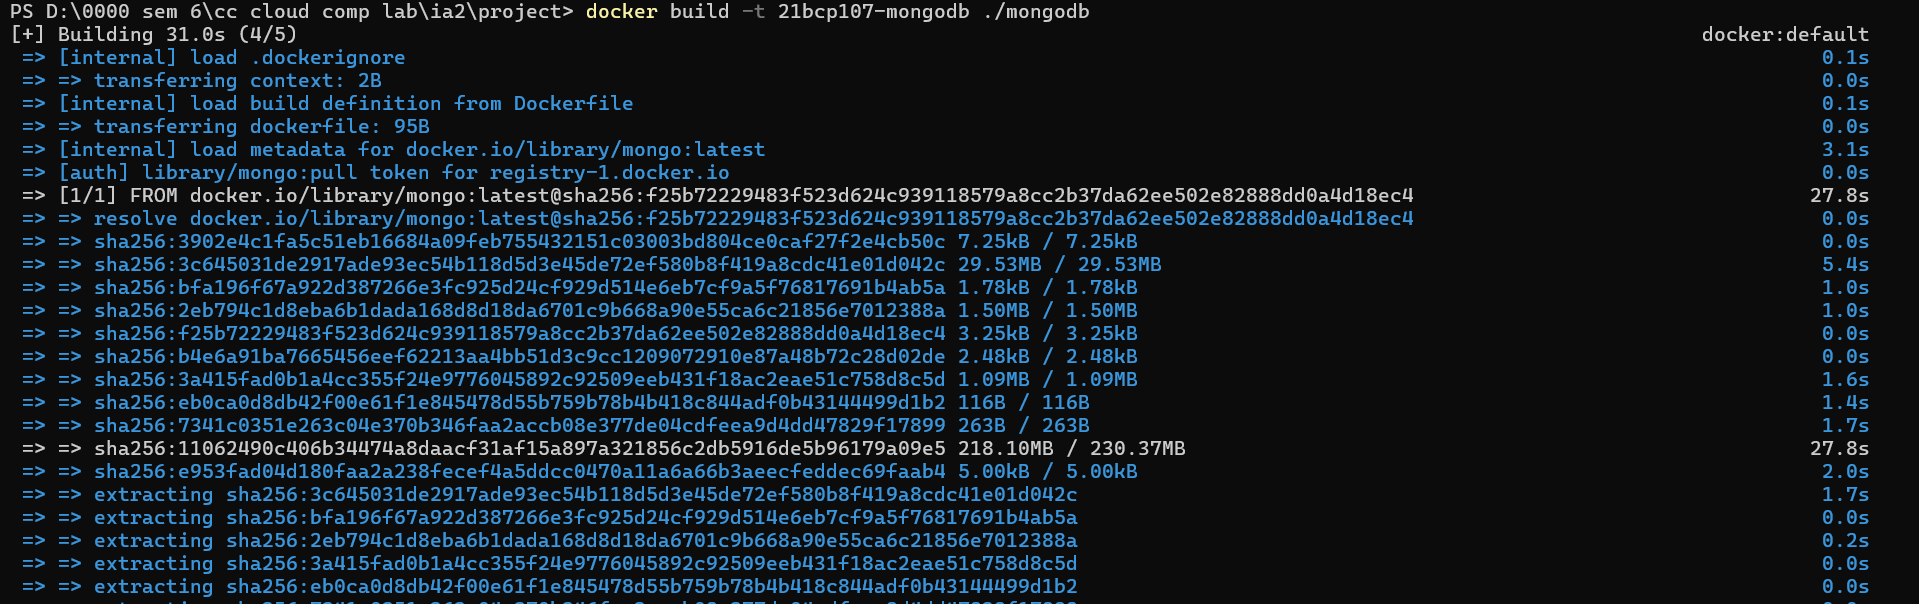 PS D:\0000 sem 6\cc cloud comp lab\ia2\project> docker build -t 21bcp107-mongodb ./mongodb
[+] Building 31.0s (4/5) docker:default
=> [internal] load .dockerignore 0.1s
=> => transferring context: 2B 0.0s
=> [internal] load build definition from Dockerfile 0.1s
=> => transferring dockerfile: 95B 0.0s
=> [internal] load metadata for docker.io/library/mongo:latest 3.1s
=> [auth] library/mongo:pull token for registry-1.docker.io 0.0s
=> [1/1] FROM docker.io/library/mongo:latest@sha256:f25b72229483f523d624c939118579a8cc2b37da62ee502e82888dd0a4d18ec4 27.8s
=> => resolve docker.io/library/mongo:latest@sha256:f25b72229483f523d624c939118579a8cc2b37da62ee502e82888dd0a4d18ec4 0.0s
=> => sha256:3902e4c1fa5c51eb16684a09feb755432151c03003bd804ce0caf27f2e4cb50c 7.25kB / 7.25kB 0.0s
=> => sha256:3c645031de2917ade93ec54b118d5d3e45de72ef580b8f419a8cdc41e01d042c 29.53MB / 29.53MB 5.4s
=> => sha256:bfa196f67a922d387266e3fc925d24cf929d514e6eb7cf9a5f76817691b4ab5a 1.78kB / 1.78kB 1.0s
=> => sha256:2eb794c1d8eba6b1dada168d8d18da6701c9b668a90e55ca6c21856e7012388a 1.50MB / 1.50MB 1.0s
=> => sha256:f25b72229483f523d624c939118579a8cc2b37da62ee502e82888dd0a4d18ec4 3.25kB / 3.25kB 0.0s
=> => sha256:b4e6a91ba7665456eef62213aa4bb51d3c9cc1209072910e87a48b72c28d02de 2.48kB / 2.48kB 0.0s
=> => sha256:3a415fad0b1a4cc355f24e9776045892c92509eeb431f18ac2eae51c758d8c5d 1.09MB / 1.09MB 1.6s
=> => sha256:eb0ca0d8db42f00e61f1e845478d55b759b78b4b418c844adf0b43144499d1b2 116B / 116B 1.4s
=> => sha256:7341c0351e263c04e370b346faa2accb08e377de04cdfeea9d4dd47829f17899 263B / 263B 1.7s
=> => sha256:11062490c406b34474a8daacf31af15a897a321856c2db5916de5b96179a09e5 218.10MB / 230.37MB 27.8s
=> => sha256:e953fad04d180faa2a238fecef4a5ddcc0470a11a6a66b3aeecfeddec69faab4 5.00kB / 5.00kB 2.0s
=> => extracting sha256:3c645031de2917ade93ec54b118d5d3e45de72ef580b8f419a8cdc41e01d042c 1.7s
=> => extracting sha256:bfa196f67a922d387266e3fc925d24cf929d514e6eb7cf9a5f76817691b4ab5a 0.0s
=> => extracting sha256:2eb794c1d8eba6b1dada168d8d18da6701c9b668a90e55ca6c21856e7012388a 0.2s
=> => extracting sha256:3a415fad0b1a4cc355f24e9776045892c92509eeb431f18ac2eae51c758d8c5d 0.0s
=> => extracting sha256:eb0ca0d8db42f00e61f1e845478d55b759b78b4b418c844adf0b43144499d1b2 0.0s